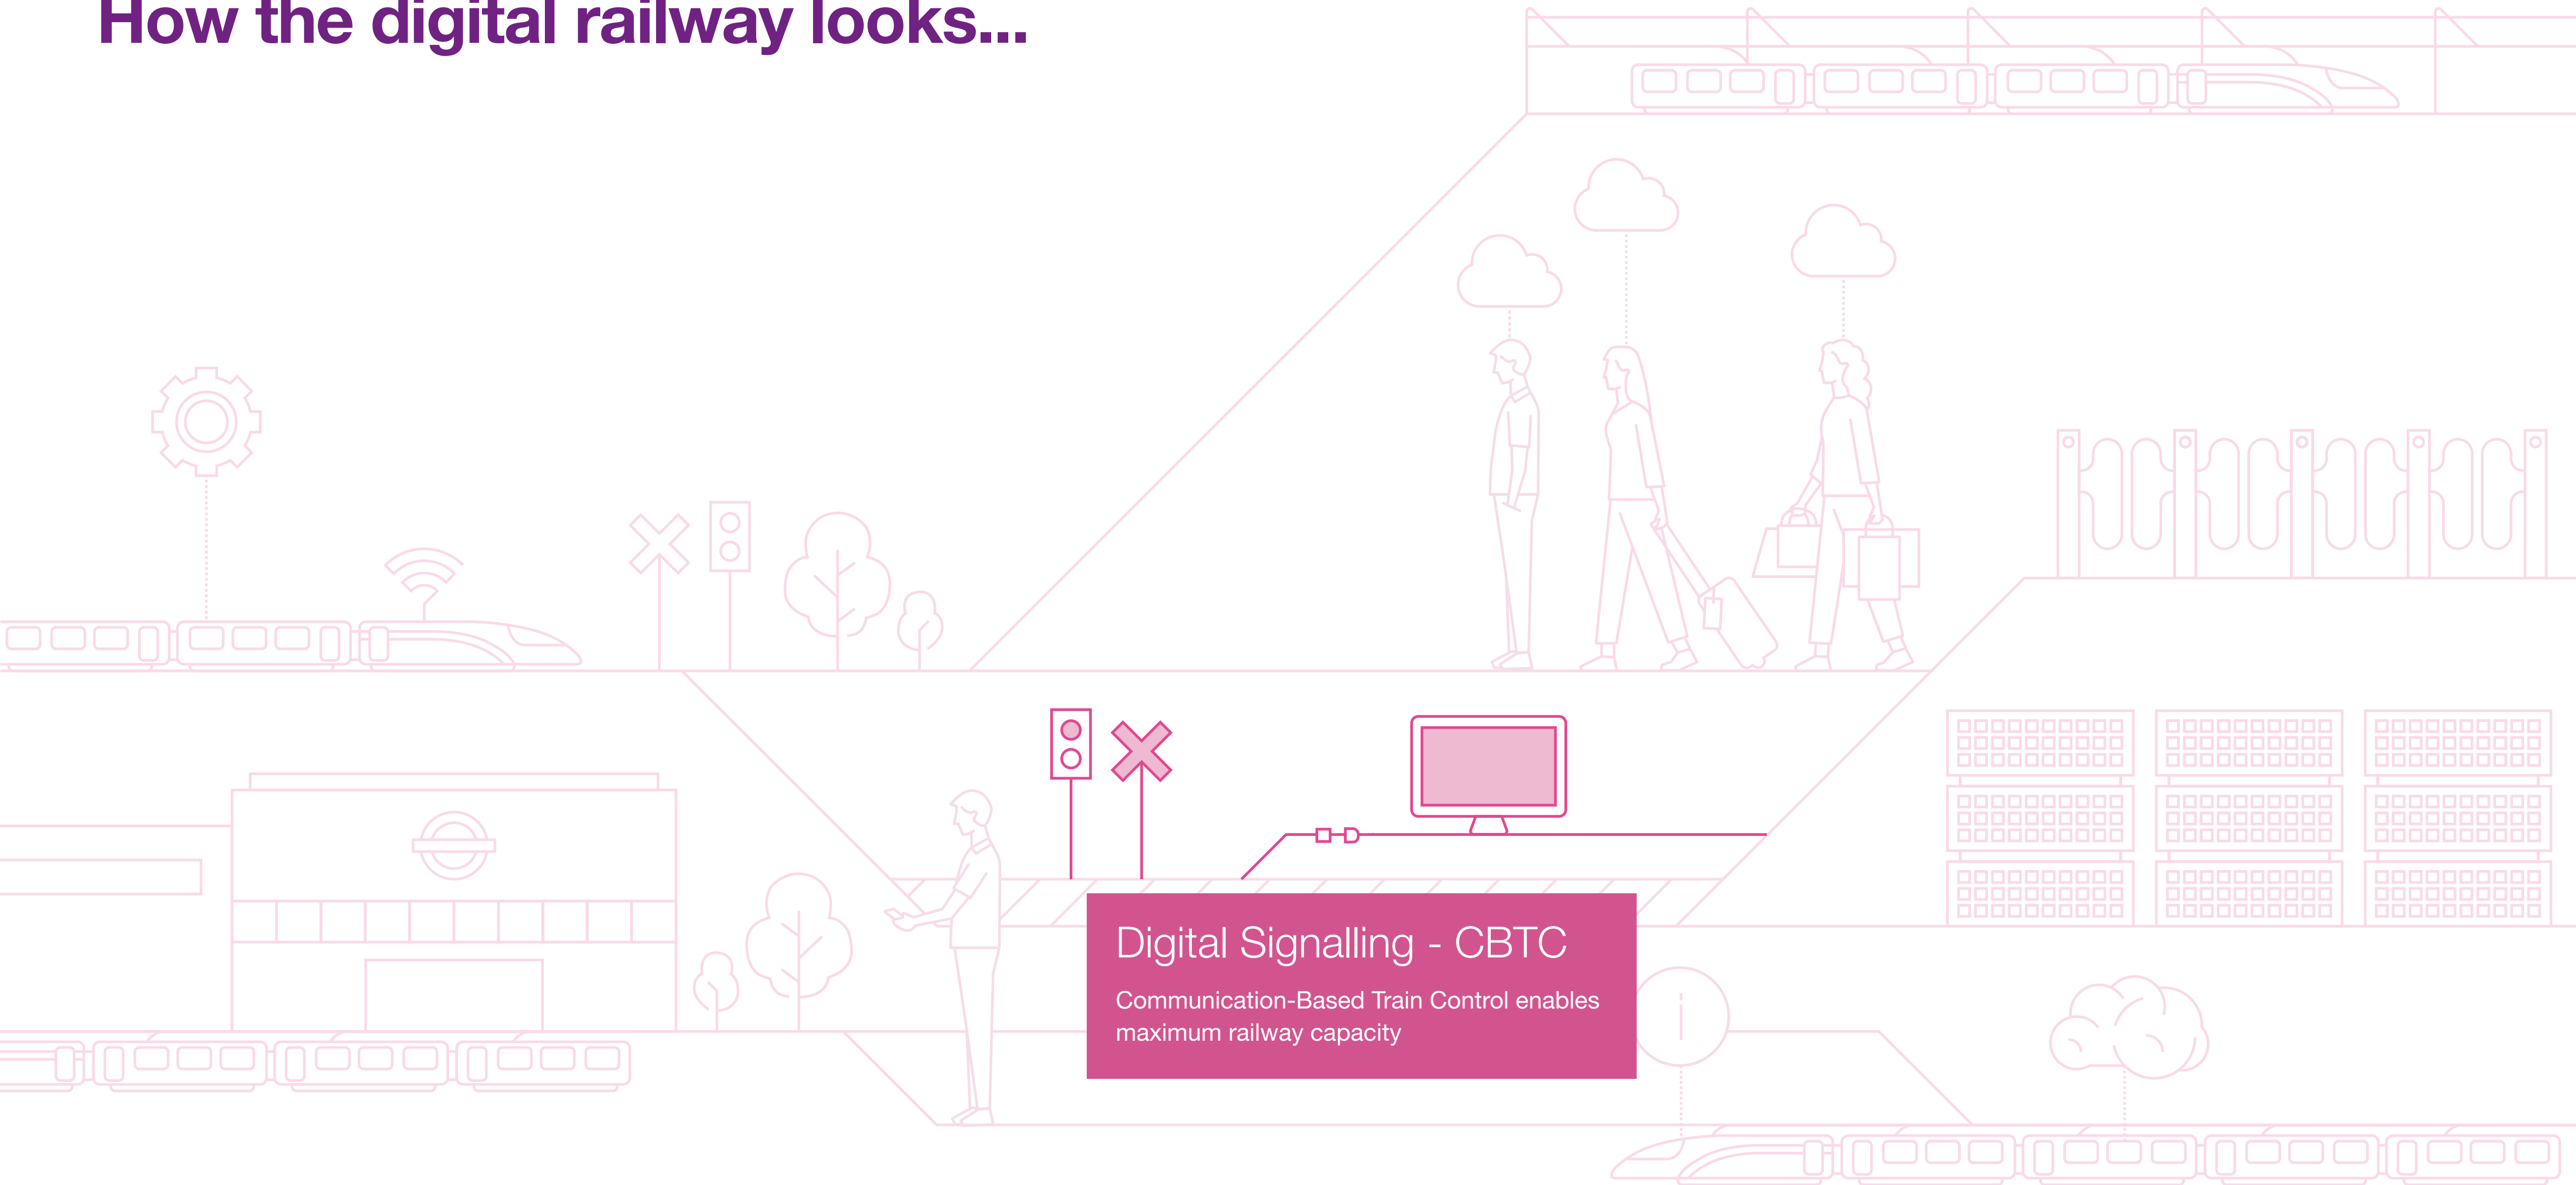 How the digital railway looks...
Digital Signalling - CBTC
Communication-Based Train Control enables
maximum railway capacity